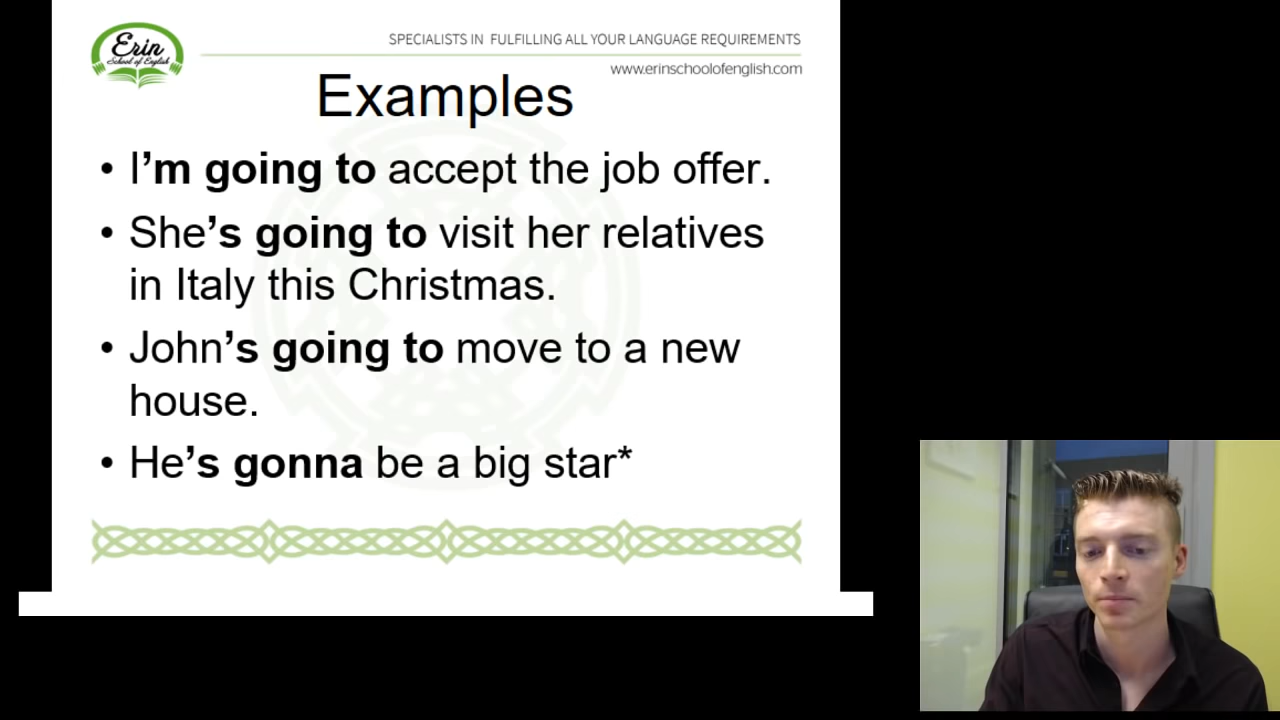 Erin
School of English
SPECIALISTS IN FULFILLING ALL YOUR LANGUAGE REQUIREMENTS
www.erinschoolofenglish.com
Examples
• I’m going to accept the job offer.
• She’s going to visit her relatives
in Italy this Christmas.
• John’s going to move to a new
house.
• He’s gonna be a big star*